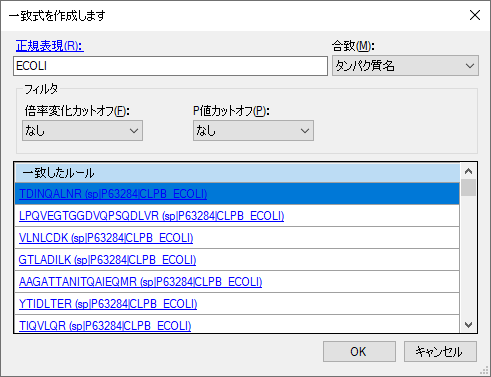 一致式を作成します
正規表現(R):
合致(M):
ECOLI
タンパク質名
フィルタ
倍率変化カットオフ(F):
P値カットオフ(P):
なし
なし
一致したルール
TDINQALNR (sp|P63284|CLPB_ECOLI)
LPQVEGTGGDVQPSQDLVR (sp|P63284|CLPB_ECOLI)
VLNLCDK (sp|P63284|CLPB_ECOLI)
GTLADILK (sp|P63284|CLPB_ECOLI)
AAGATTANITQAIEQMR (sp|P63284|CLPB_ECOLI)
YTIDLTER (sp|P63284|CLPB_ECOLI)
TIQVLQR (sp|P63284|CLPB_ECOLI)
OK
キャンセル